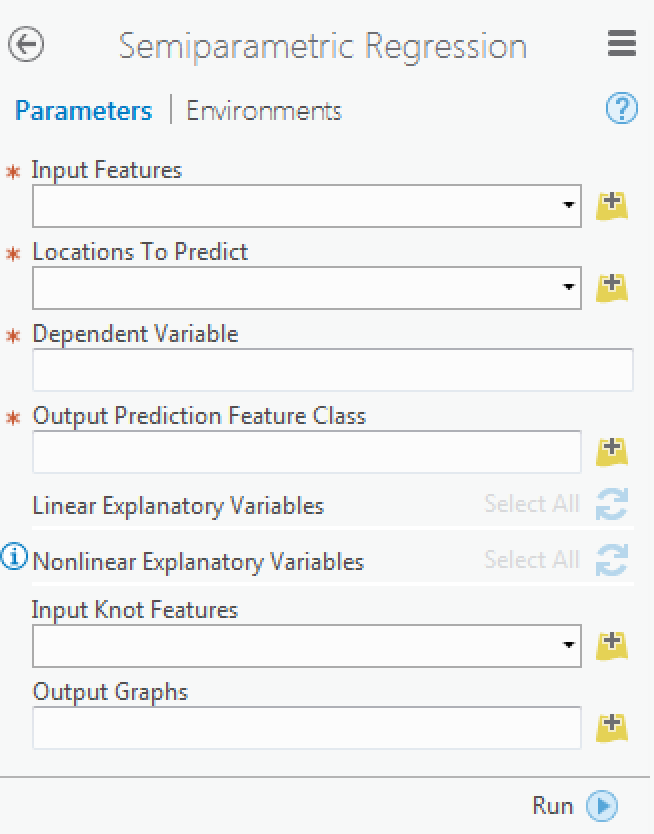 Semiparametric Regression
Parameters | Environments
* Input Features
* Locations To Predict
* Dependent Variable
* Output Prediction Feature Class
Linear Explanatory Variables Select All
Nonlinear Explanatory Variables Select All
Input Knot Features
Output Graphs
Run